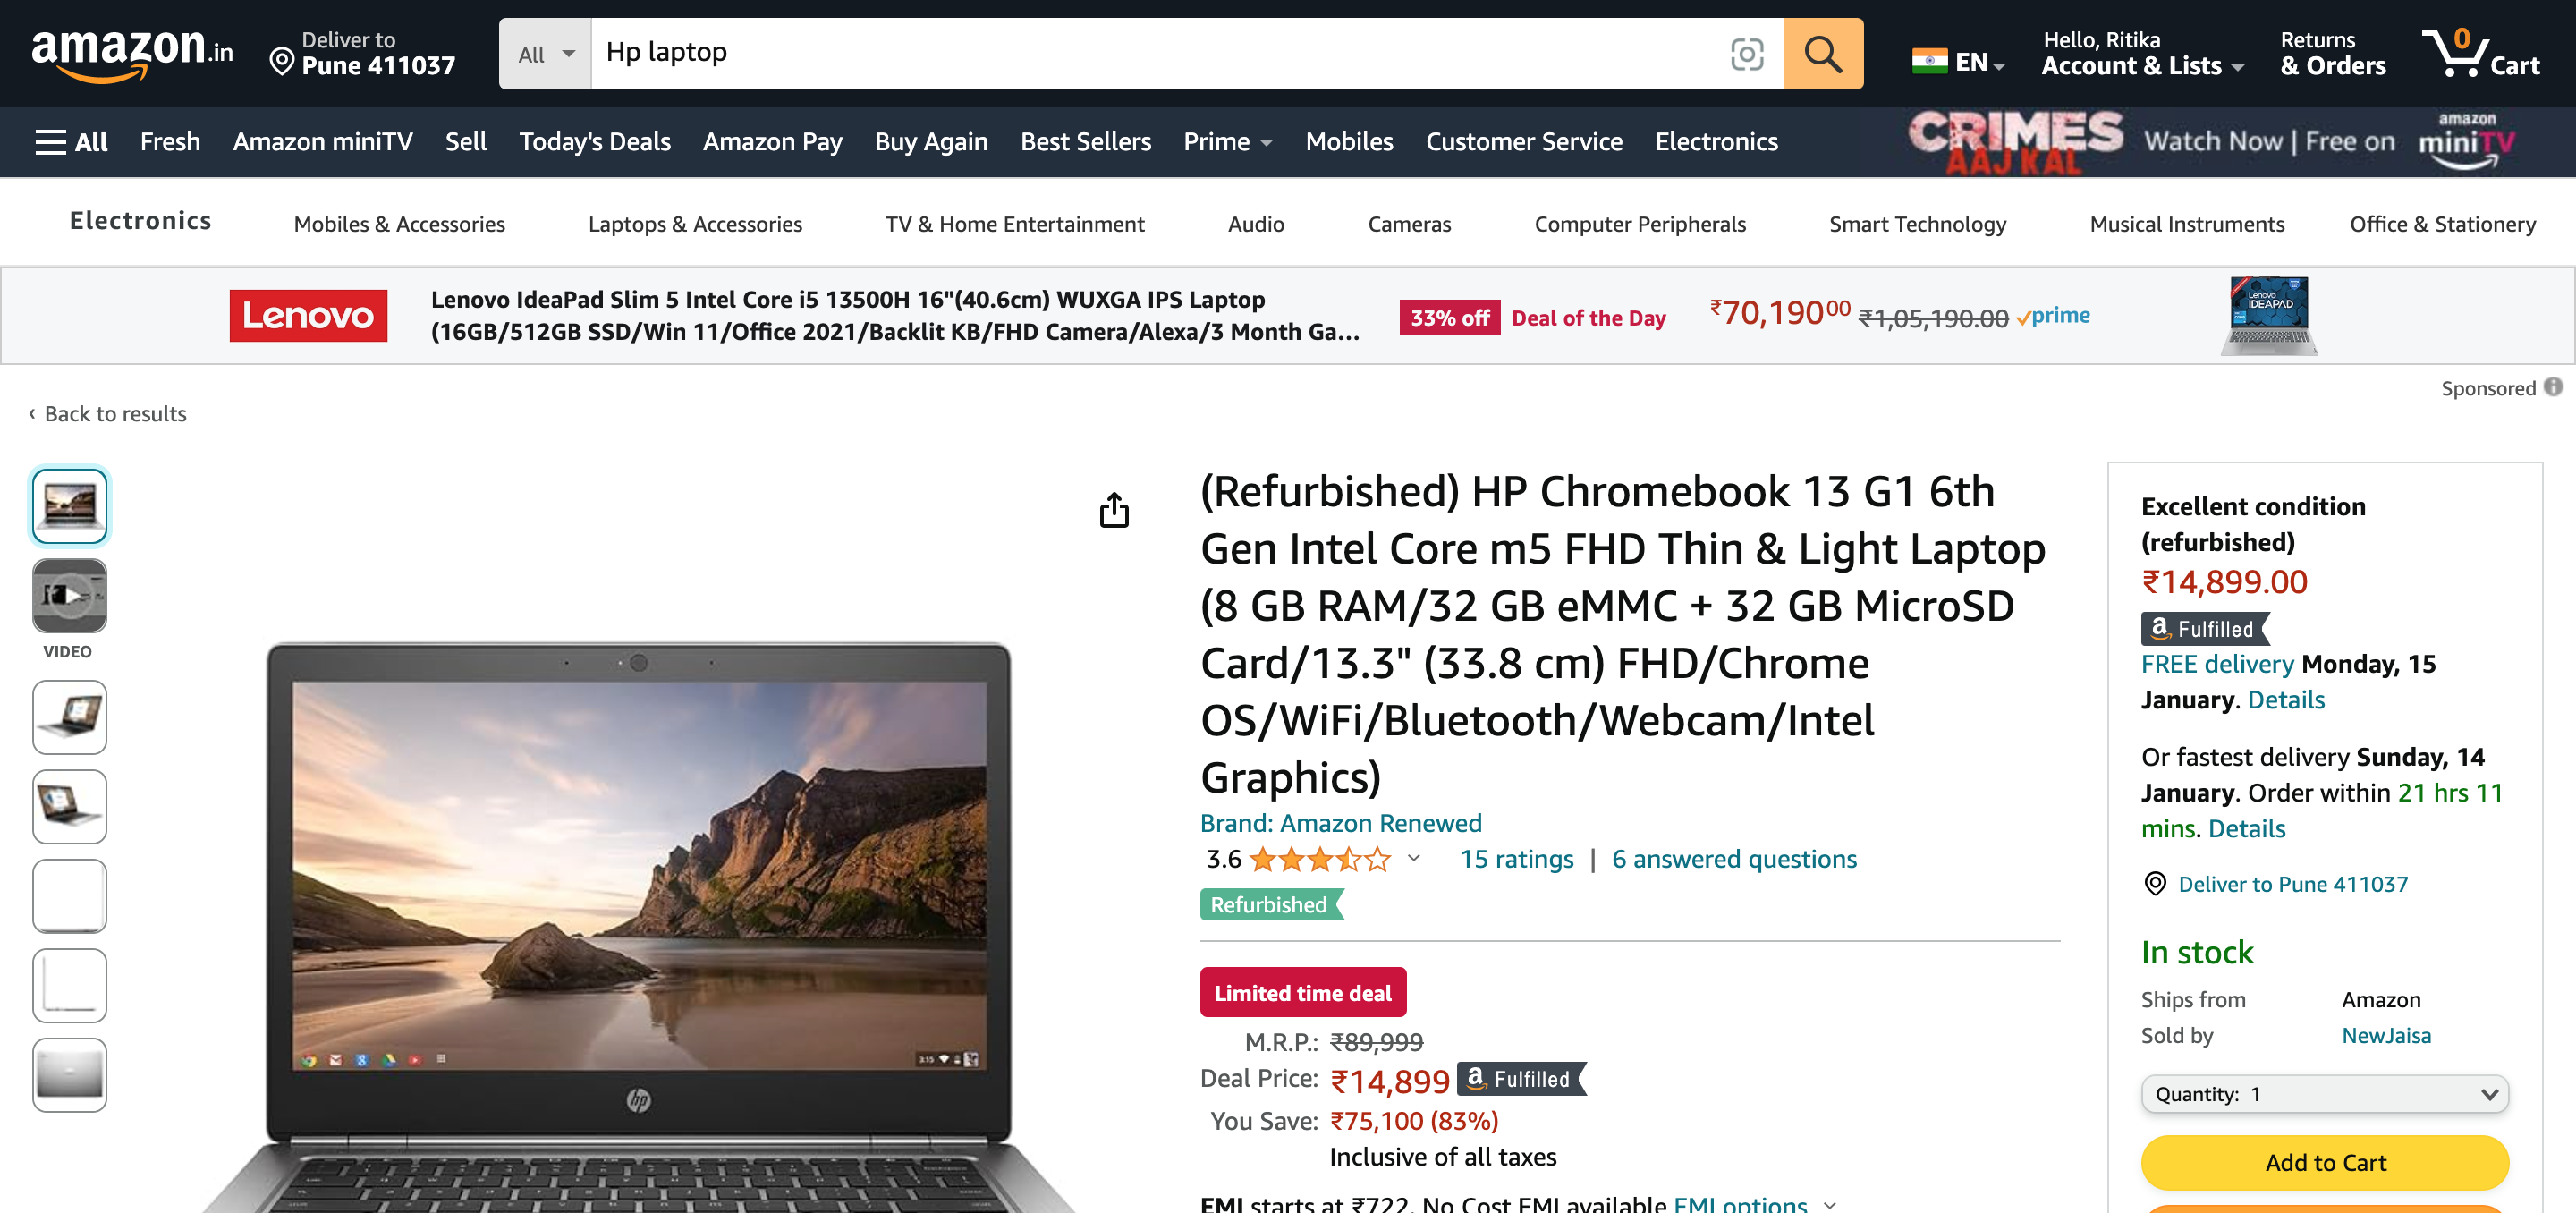 amazon.in
Deliver to
Pune 411037
All
Hp laptop
EN
Hello, Ritika
Account & Lists
Returns
& Orders
0
Cart
All
Fresh
Amazon miniTV
Sell
Today's Deals
Amazon Pay
Buy Again
Best Sellers
Prime
Mobiles
Customer Service
Electronics
CRIMES
AAJ KAL
Watch Now | Free on
amazon
miniTV
Electronics
Mobiles & Accessories
Laptops & Accessories
TV & Home Entertainment
Audio
Cameras
Computer Peripherals
Smart Technology
Musical Instruments
Office & Stationery
Lenovo
Lenovo IdeaPad Slim 5 Intel Core i5 13500H 16"(40.6cm) WUXGA IPS Laptop
(16GB/512GB SSD/Win 11/Office 2021/Backlit KB/FHD Camera/Alexa/3 Month Ga...
33% off
Deal of the Day
₹70,19000
₹1,05,190.00
prime
Lenovo
IDEAPAD
Sponsored
‹ Back to results
VIDEO
3:15
hp
(Refurbished) HP Chromebook 13 G1 6th
Gen Intel Core m5 FHD Thin & Light Laptop
(8 GB RAM/32 GB eMMC + 32 GB MicroSD
Card/13.3" (33.8 cm) FHD/Chrome
OS/WiFi/Bluetooth/Webcam/Intel
Graphics)
Brand: Amazon Renewed
3.6
15 ratings | 6 answered questions
Refurbished
Limited time deal
M.R.P.: ₹89,999
Deal Price: ₹14,899 a Fulfilled
You Save: ₹75,100 (83%)
Inclusive of all taxes
EMI starts at ₹722. No Cost EMI available EMI options
Excellent condition
(refurbished)
₹14,899.00
a Fulfilled
FREE delivery Monday, 15
January. Details
Or fastest delivery Sunday, 14
January. Order within 21 hrs 11
mins. Details
Deliver to Pune 411037
In stock
Ships from Amazon
Sold by NewJaisa
Quantity: 1
Add to Cart